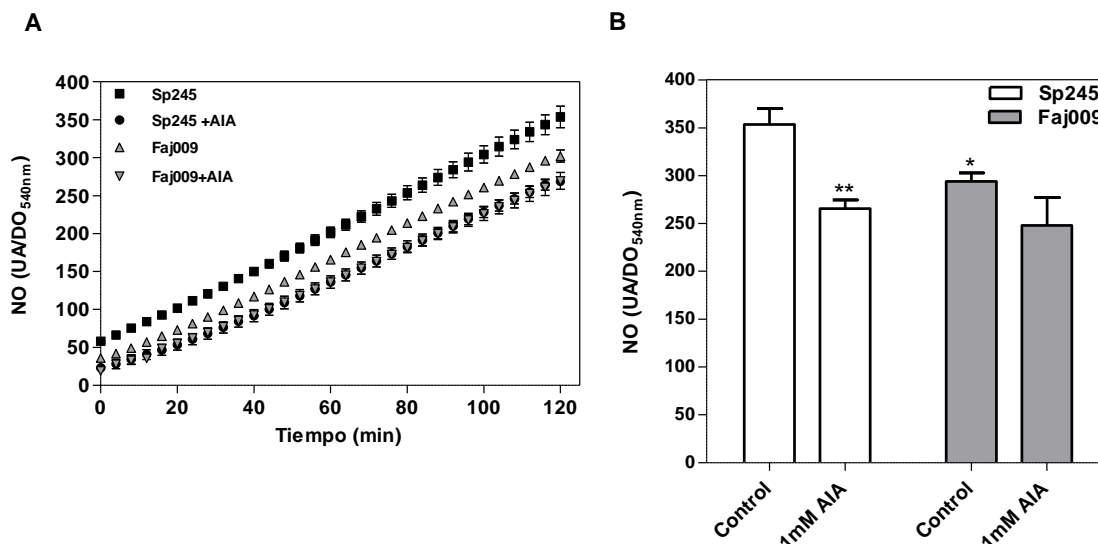 A
NO (UA/DO540nm)
400
350
300
250
200
150
100
50
0
Sp245
Sp245 +AIA
Faj009
Faj009+AIA
0 20 40 60 80 100 120
Tiempo (min)
B
NO (UA/DO540nm)
400
350
300
250
200
150
100
50
0
Sp245
Faj009
**
*
Control
1mM AIA
Control
1mM AIA